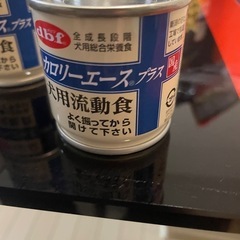 dbf
全成長段階
犬用総合栄養食
カロリーエース®プラス
犬用流動食
よく振ってから
開けて下さい
国産